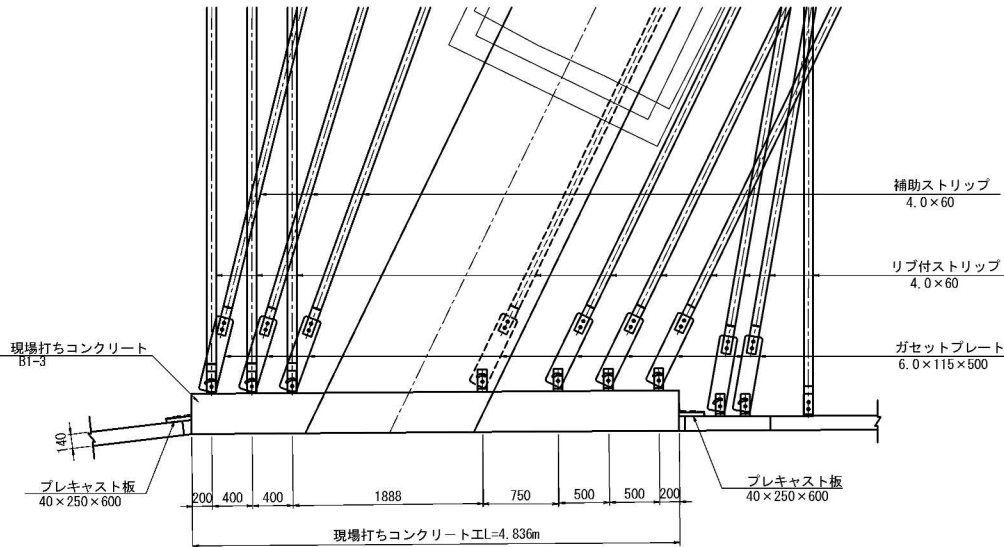 補助ストリップ
4.0×60
リブ付ストリップ
4.0×60
現場打ちコンクリート
B1-3
ガセットプレート
6.0×115×500
140
プレキャスト板
40×250×600
プレキャスト板
40×250×600
200 400 400 1888 750 500 500 200
現場打ちコンクリート工L=4.836m